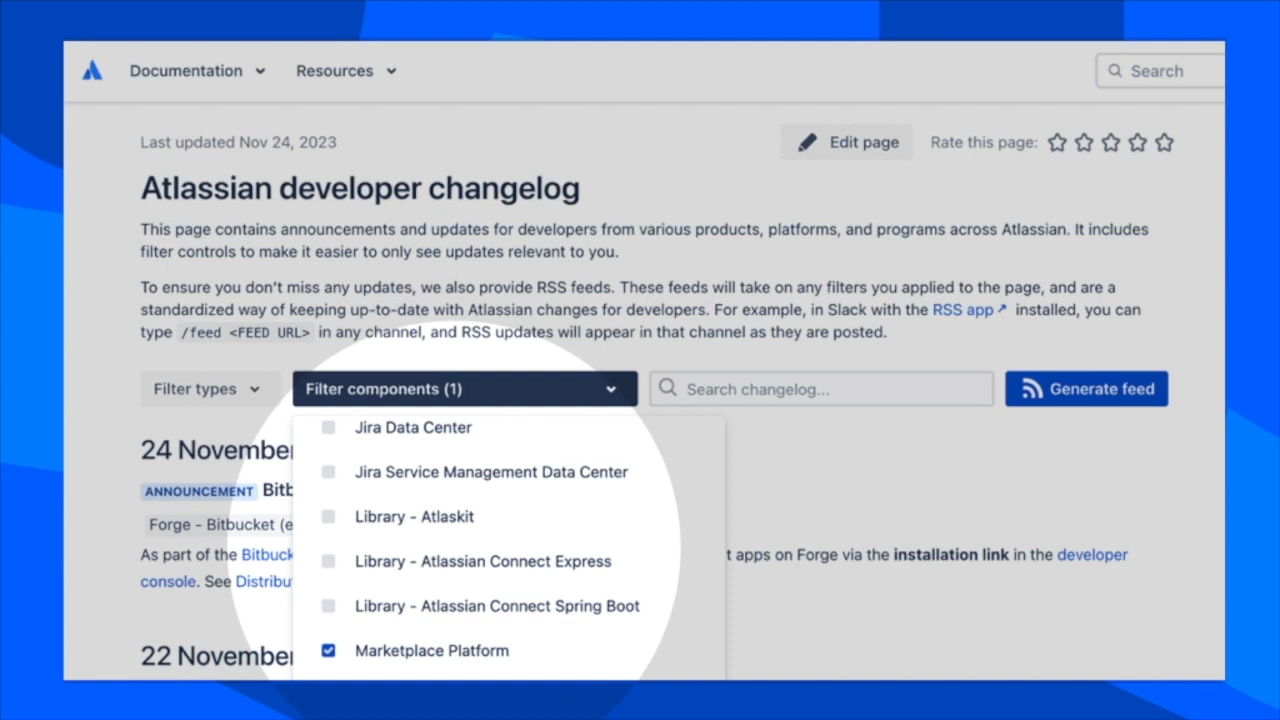 Documentation
Resources
Search
Last updated Nov 24, 2023
Edit page
Rate this page:
Atlassian developer changelog
This page contains announcements and updates for developers from various products, platforms, and programs across Atlassian. It includes
filter controls to make it easier to only see updates relevant to you.
To ensure you don't miss any updates, we also provide RSS feeds. These feeds will take on any filters you applied to the page, and are a
standardized way of keeping up-to-date with Atlassian changes for developers. For example, in Slack with the RSS app↗ installed, you can
type /feed <FEED URL> in any channel, and RSS updates will appear in that channel as they are posted.
Filter types
Filter components (1)
Search changelog...
Generate feed
Jira Data Center
Jira Service Management Data Center
Library - Atlaskit
Library - Atlassian Connect Express
Library - Atlassian Connect Spring Boot
Marketplace Platform
24 November
ANNOUNCEMENT Bitb
Forge - Bitbucket (e
As part of the Bitbuck
t apps on Forge via the installation link in the developer
console. See Distribu
22 November